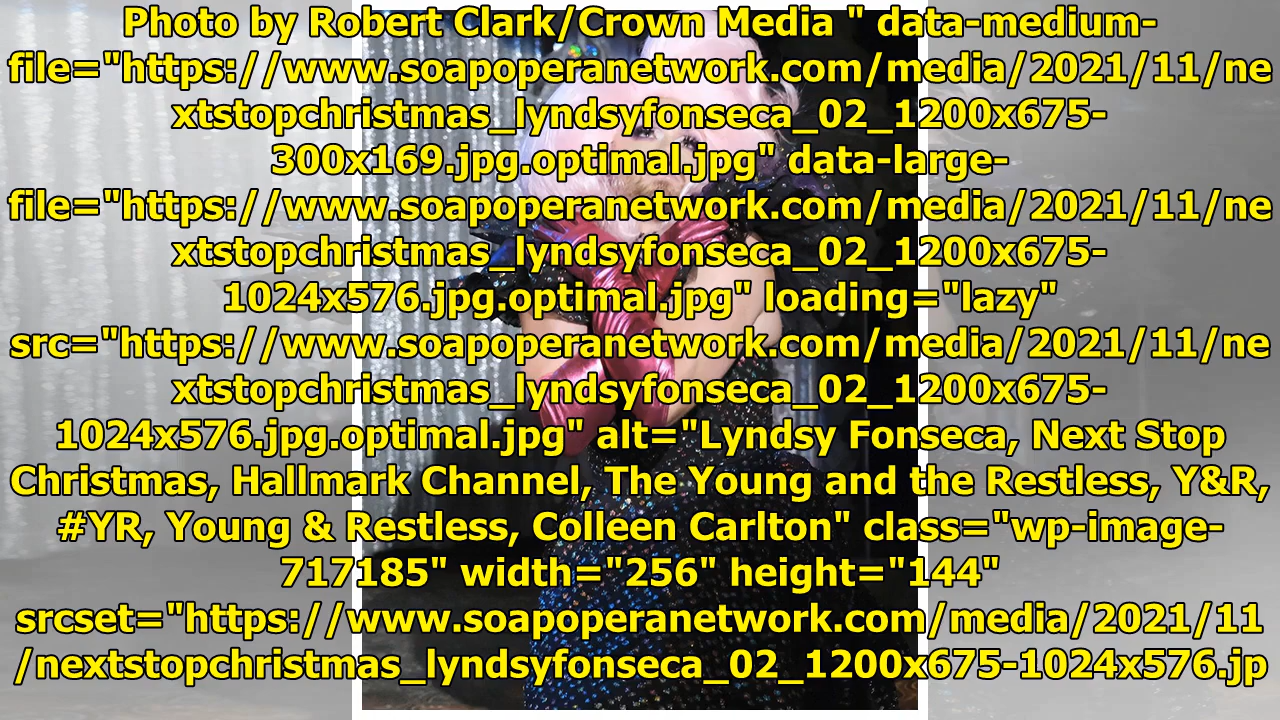 Photo by Robert Clark/Crown Media " data-medium-
file="https://www.soapoperanetwork.com/media/2021/11/ne
xtstopchristmas_lyndsyfonseca_02_1200x675-
300x169.jpg.optimal.jpg" data-large-
file="https://www.soapoperanetwork.com/media/2021/11/ne
xtstopchristmas_lyndsyfonseca_02_1200x675-
1024x576.jpg.optimal.jpg" loading="lazy"
src="https://www.soapoperanetwork.com/media/2021/11/ne
xtstopchristmas_lyndsyfonseca_02_1200x675-
1024x576.jpg.optimal.jpg" alt="Lyndsy Fonseca, Next Stop
Christmas, Hallmark Channel, The Young and the Restless, Y&R,
#YR, Young & Restless, Colleen Carlton" class="wp-image-
717185" width="256" height="144"
srcset="https://www.soapoperanetwork.com/media/2021/11
/nextstopchristmas_lyndsyfonseca_02_1200x675-1024x576.jp